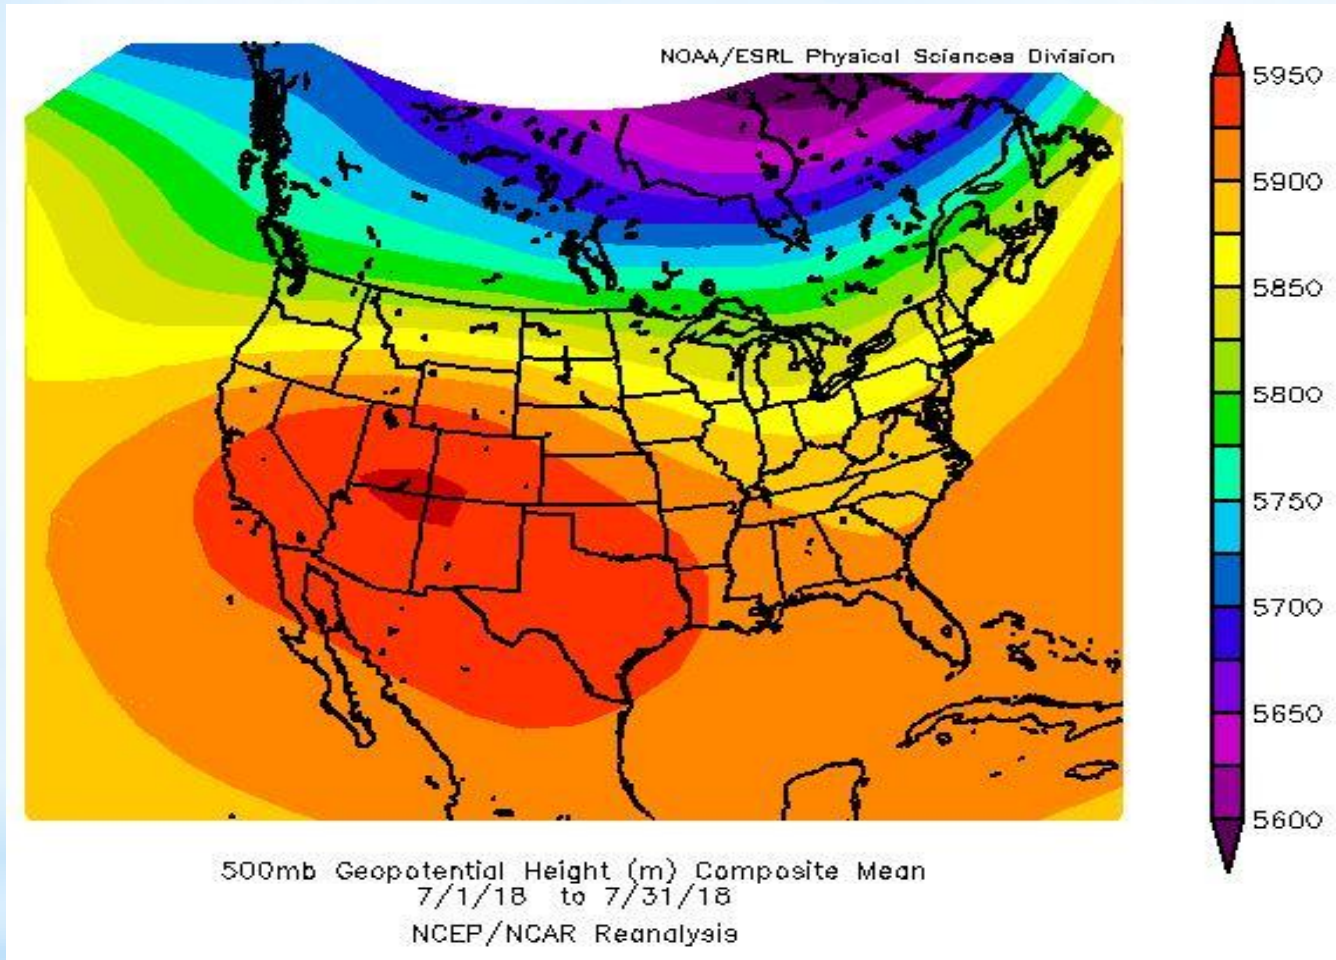 NOAA/ESRL Physical Sciences Division
5950
5900
5850
5800
5750
5700
5650
5600
500mb Geopotential Height (m) Composite Mean
7/1/18 to 7/31/18
NCEP/NCAR Reanalysis